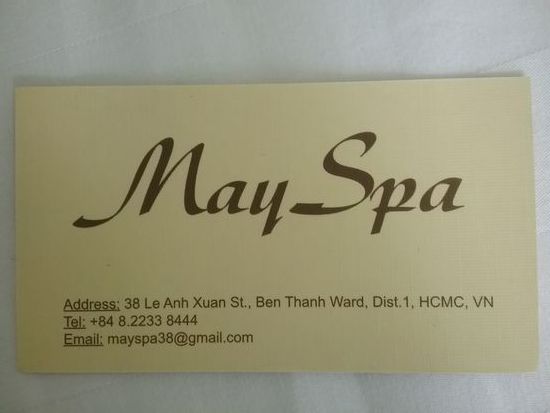 May Spa
Address: 38 Le Anh Xuan St., Ben Thanh Ward, Dist.1, HCMC, VN
Tel: +84 8.2233 8444
Email: mayspa38@gmail.com